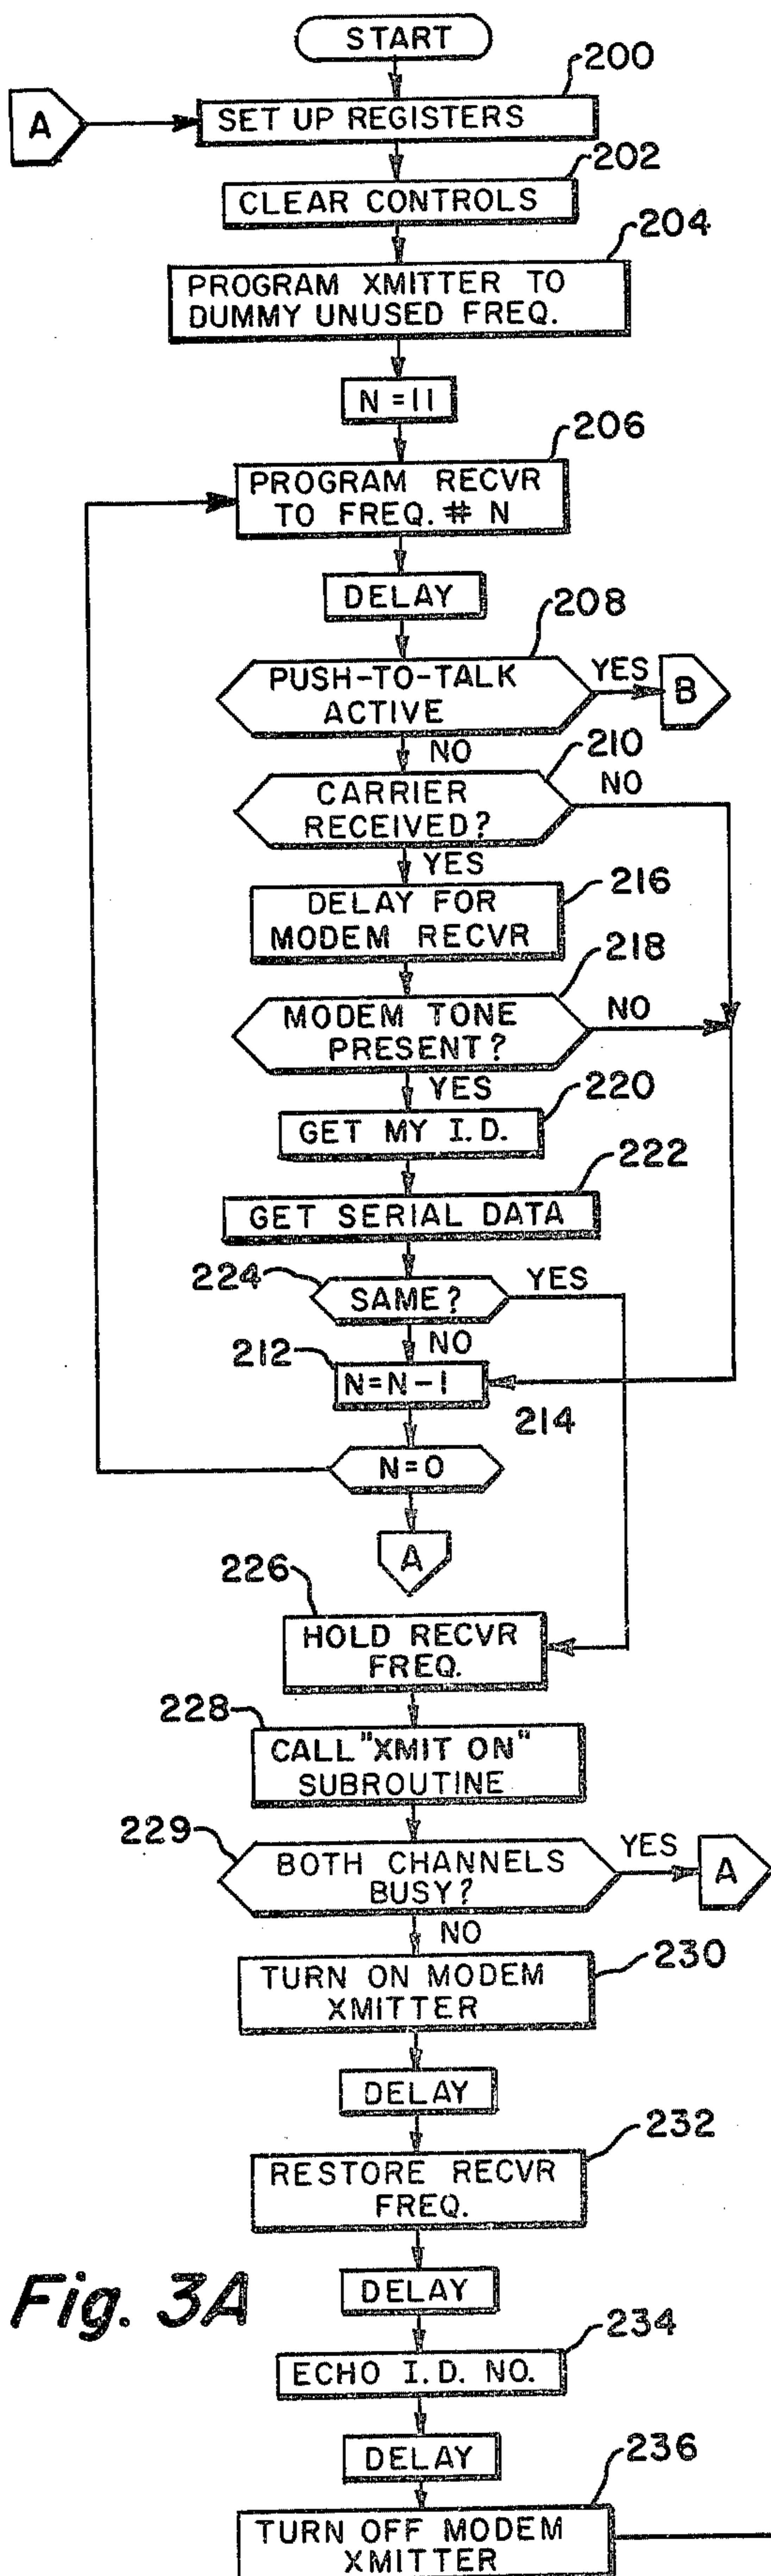 START
200
A
SET UP REGISTERS
202
CLEAR CONTROLS
204
PROGRAM XMITTER TO
DUMMY UNUSED FREQ.
N=11
206
PROGRAM RECVR
TO FREQ. # N
DELAY
208
PUSH-TO-TALK
ACTIVE
YES
B
NO
210
CARRIER
RECEIVED?
NO
YES
216
DELAY FOR
MODEM RECVR
218
MODEM TONE
PRESENT?
NO
YES
220
GET MY I.D.
222
GET SERIAL DATA
224
SAME?
YES
NO
212
N=N-1
214
N=0
A
226
HOLD RECVR
FREQ.
228
CALL "XMIT ON"
SUBROUTINE
229
BOTH CHANNELS
BUSY?
YES
A
NO
230
TURN ON MODEM
XMITTER
DELAY
232
RESTORE RECVR
FREQ.
Fig. 3A
DELAY
234
ECHO I.D. NO.
DELAY
236
TURN OFF MODEM
XMITTER